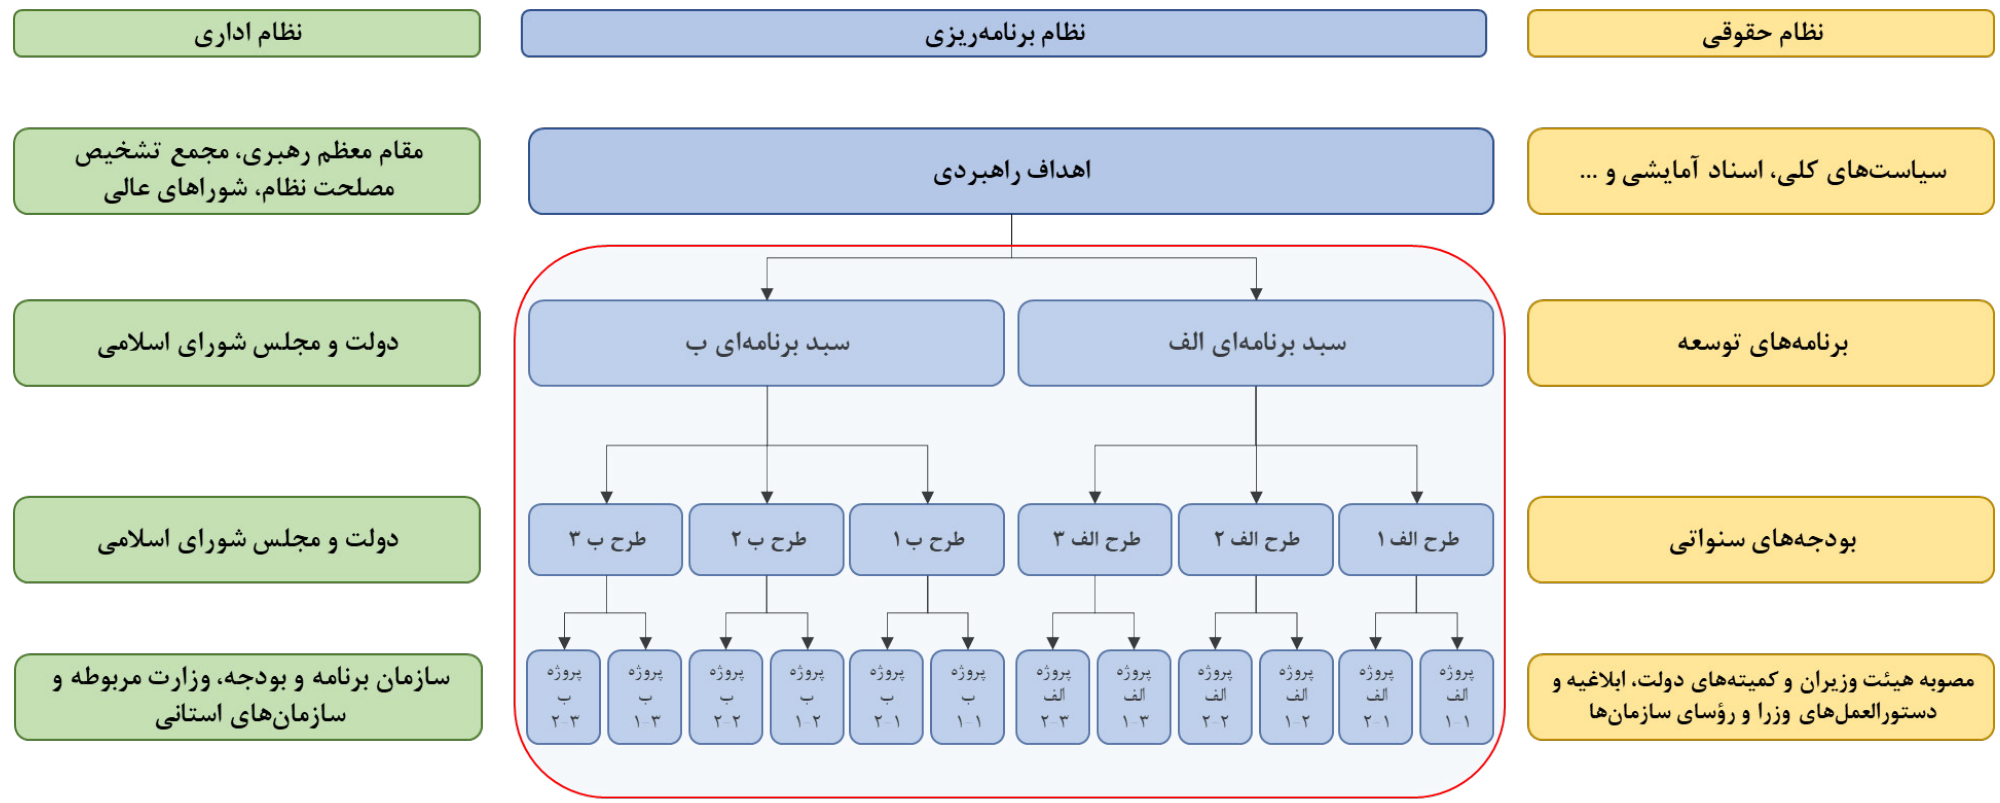 نظام حقوقی
نظام برنامه‌ریزی
نظام اداری
سیاست‌های کلی، اسناد آمایشی و ...
اهداف راهبردی
مقام معظم رهبری، مجمع تشخیص
مصلحت نظام، شوراهای عالی
برنامه‌های توسعه
سبد برنامه‌ای الف
سبد برنامه‌ای ب
دولت و مجلس شورای اسلامی
بودجه‌های سنواتی
طرح الف ۱
طرح الف ۲
طرح الف ۳
طرح ب ۱
طرح ب ۲
طرح ب ۳
دولت و مجلس شورای اسلامی
مصوبه هیئت وزیران و کمیته‌های دولت، ابلاغیه و
دستورالعمل‌های وزرا و رؤسای سازمان‌ها
پروژه
الف
۱-۱
پروژه
الف
۲-۱
پروژه
الف
۱-۲
پروژه
الف
۲-۲
پروژه
الف
۱-۳
پروژه
الف
۲-۳
پروژه
ب
۱-۱
پروژه
ب
۲-۱
پروژه
ب
۱-۲
پروژه
ب
۲-۲
پروژه
ب
۱-۳
پروژه
ب
۲-۳
سازمان برنامه و بودجه، وزارت مربوطه و
سازمان‌های استانی